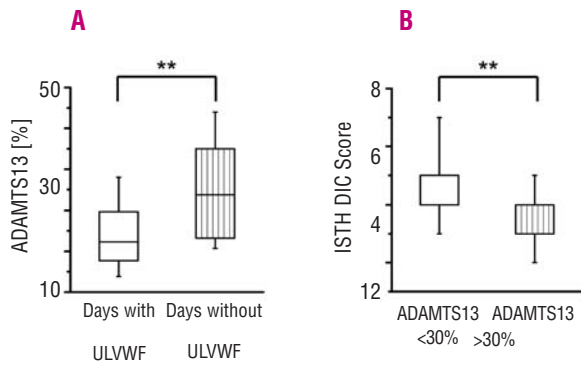 A
**
50
30
10
ADAMTS13 [%]
Days with Days without
ULVWF ULVWF
B
**
8
6
4
12
ISTH DIC Score
ADAMTS13 ADAMTS13
<30% >30%